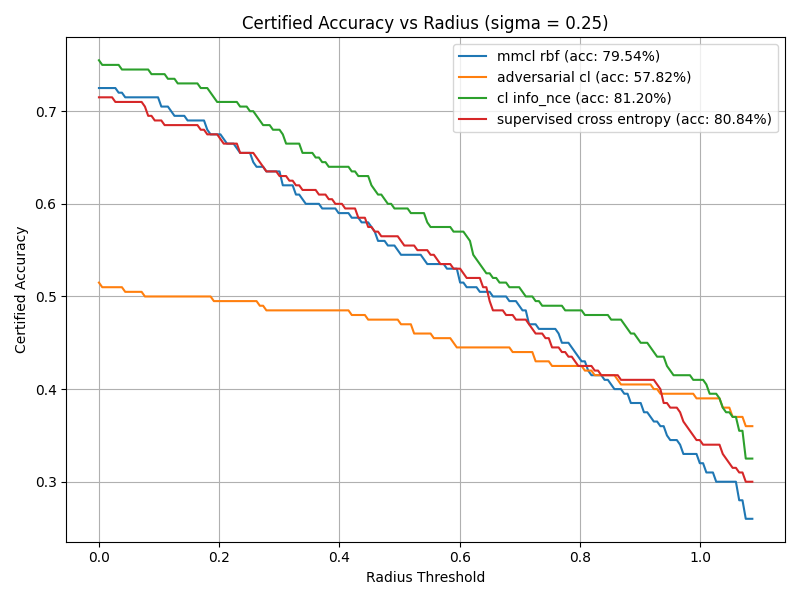 Certified Accuracy vs Radius (sigma = 0.25)
mmcl rbf (acc: 79.54%)
adversarial cl (acc: 57.82%)
cl info_nce (acc: 81.20%)
supervised cross entropy (acc: 80.84%)
Certified Accuracy
0.7
0.6
0.5
0.4
0.3
0.0 0.2 0.4 0.6 0.8 1.0
Radius Threshold